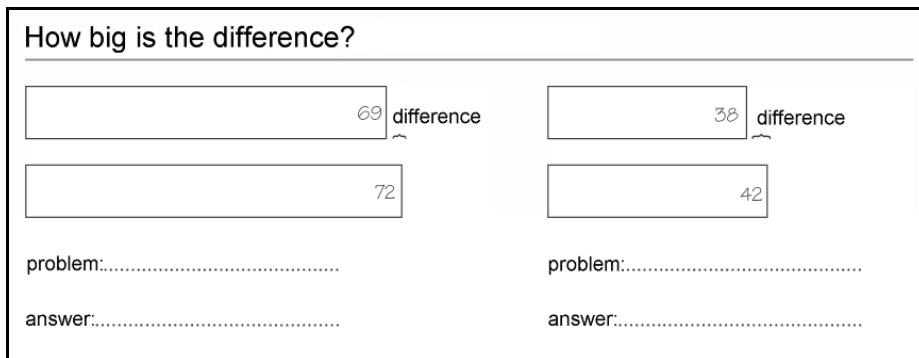 How big is the difference?
69 difference
72
problem:..........................................
answer:...........................................
38 difference
42
problem:..........................................
answer:...........................................